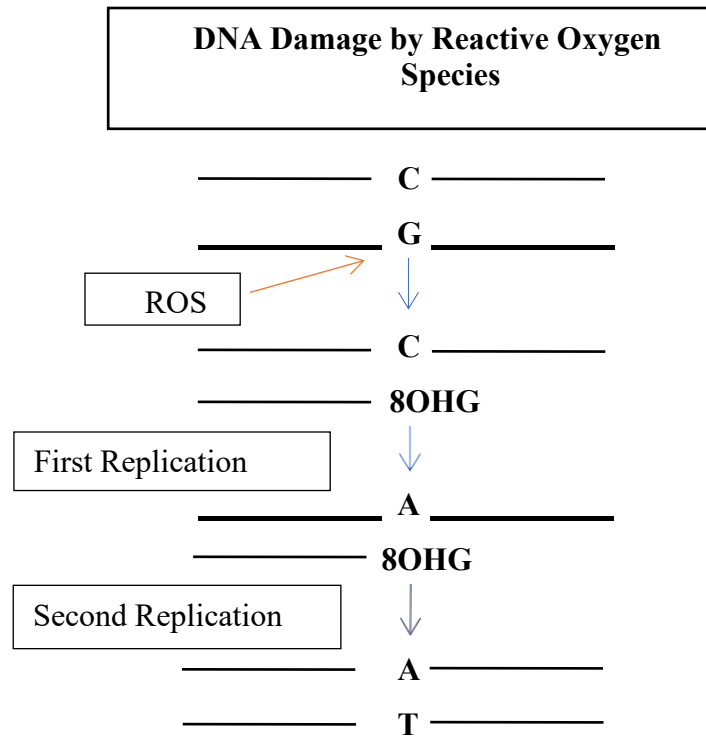 DNA Damage by Reactive Oxygen
Species
C
G
ROS
C
8OHG
First Replication
A
8OHG
Second Replication
A
T